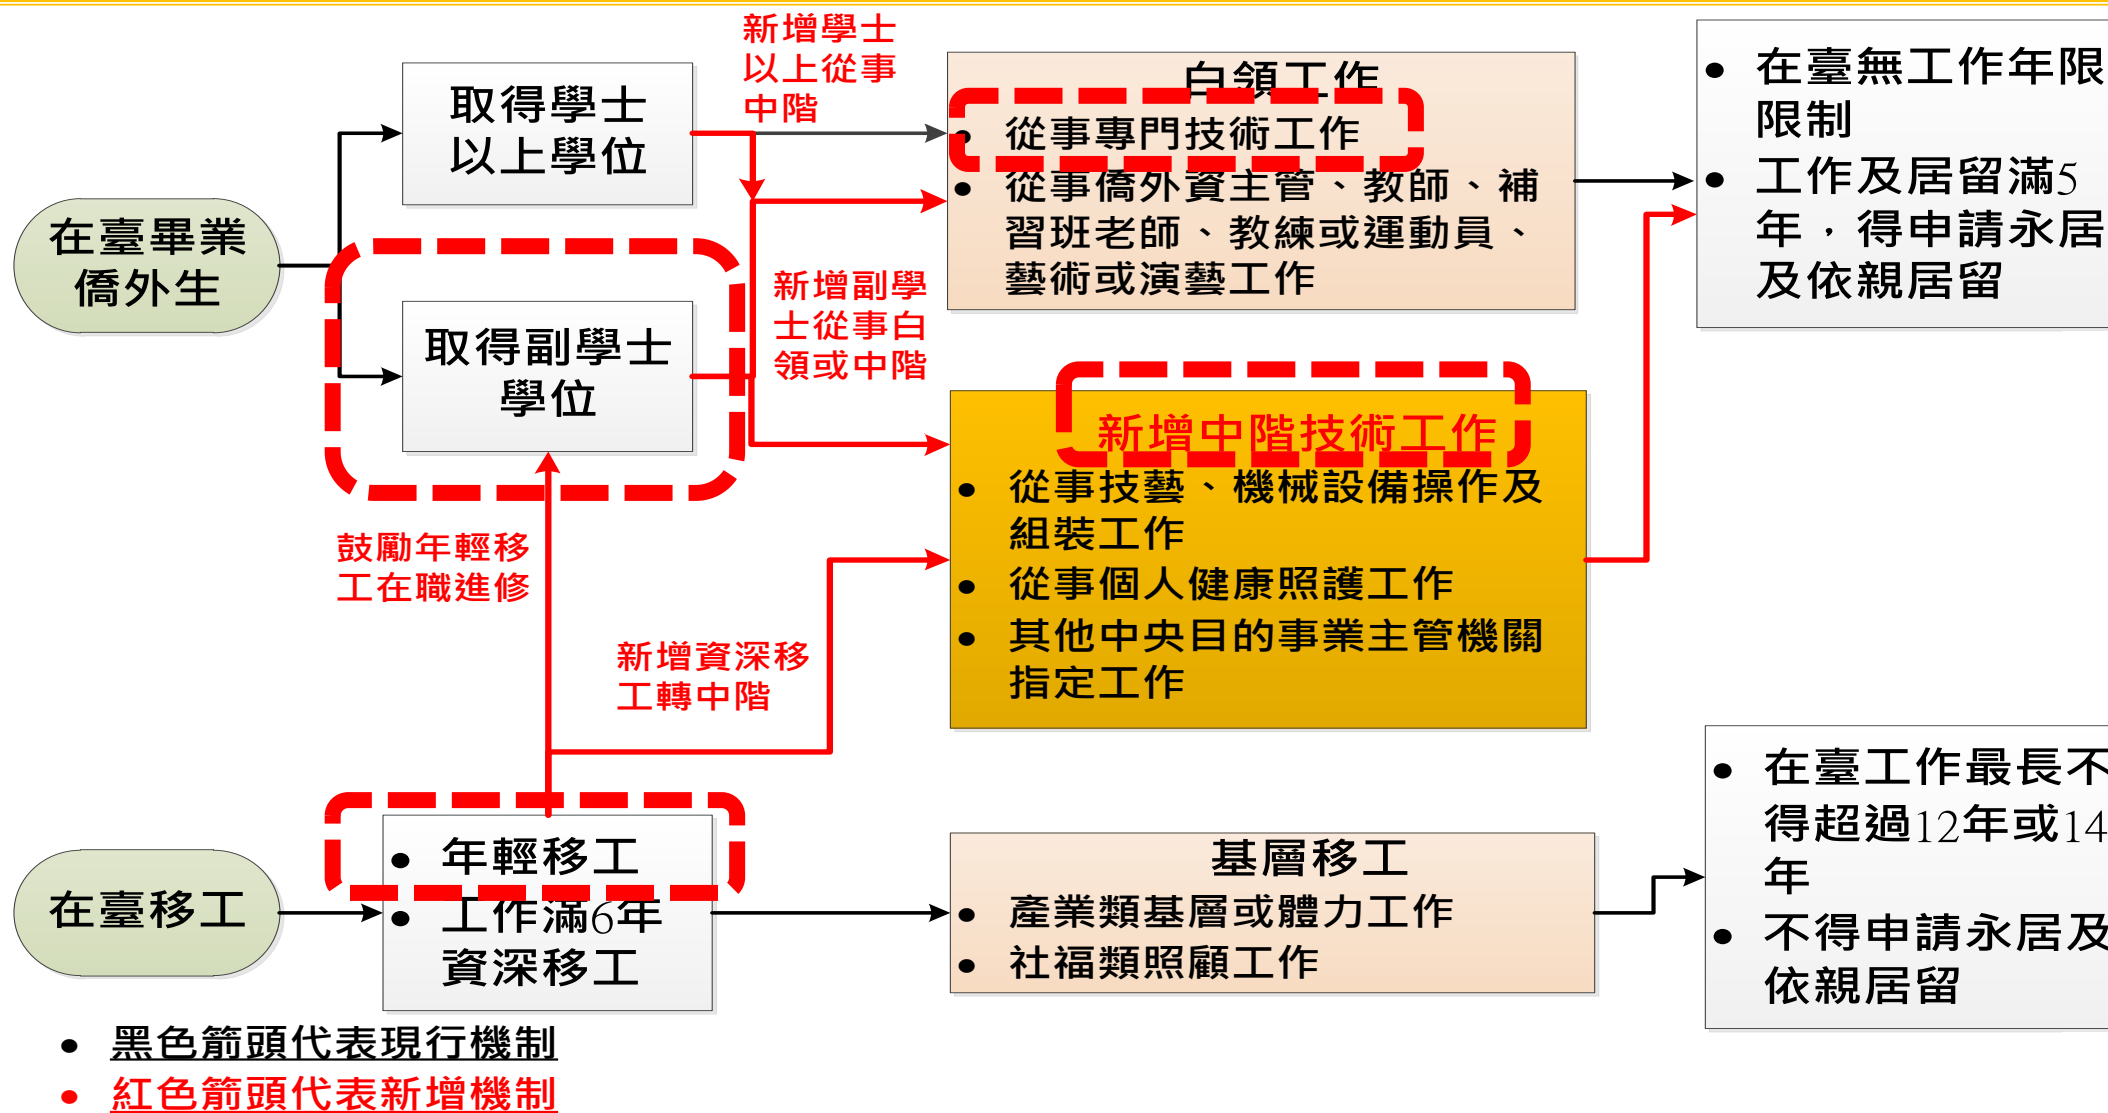 新增學士
以上從事
中階
取得學士
以上學位
白領工作
• 從事專門技術工作
• 從事僑外資主管、教師、補
習班老師、教練或運動員、
藝術或演藝工作
• 在臺無工作年限
限制
• 工作及居留滿5
年，得申請永居
及依親居留
在臺畢業
僑外生
取得副學士
學位
新增副學
士從事白
領或中階
新增中階技術工作
• 從事技藝、機械設備操作及
組裝工作
• 從事個人健康照護工作
• 其他中央目的事業主管機關
指定工作
鼓勵年輕移
工在職進修
新增資深移
工轉中階
在臺移工
• 年輕移工
• 工作滿6年
資深移工
基層移工
• 產業類基層或體力工作
• 社福類照顧工作
• 在臺工作最長不
得超過12年或14
年
• 不得申請永居及
依親居留
• 黑色箭頭代表現行機制
• 紅色箭頭代表新增機制